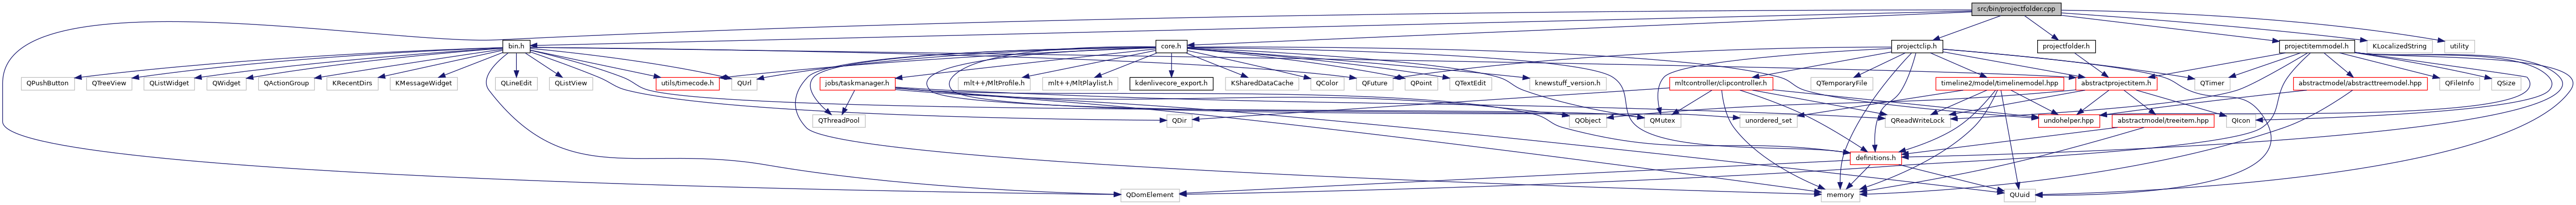 src/bin/projectfolder.cpp
bin.h
core.h
projectclip.h
projectfolder.h
projectitemmodel.h
KLocalizedString
utility
QPushButton
QTreeView
QListWidget
QWidget
QActionGroup
KRecentDirs
KMessageWidget
QLineEdit
QListView
utils/timecode.h
QUrl
jobs/taskmanager.h
mlt++/MltProfile.h
mlt++/MltPlaylist.h
kdenlivecore_export.h
KSharedDataCache
QColor
QFuture
QPoint
QTextEdit
knewstuff_version.h
mltcontroller/clipcontroller.h
QTemporaryFile
timeline2/model/timelinemodel.hpp
abstractprojectitem.h
QTimer
abstractmodel/abstracttreemodel.hpp
QFileInfo
QSize
QThreadPool
QDir
QObject
QMutex
unordered_set
QReadWriteLock
undohelper.hpp
abstractmodel/treeitem.hpp
QIcon
definitions.h
QDomElement
memory
QUuid